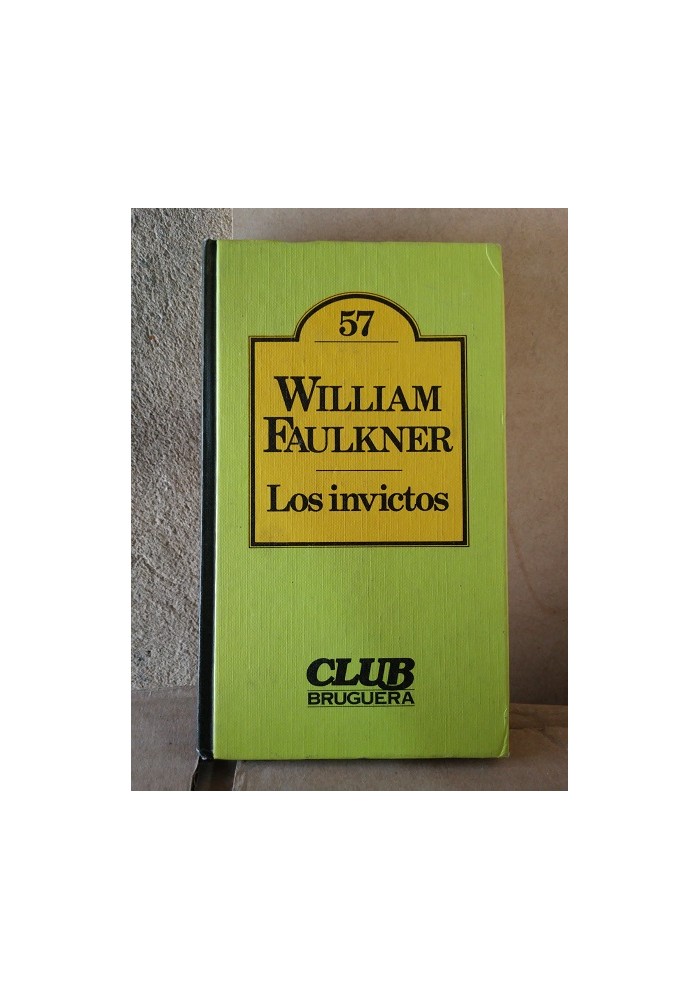 57
WILLIAM
FAULKNER
Los invictos
CLUB
BRUGUERA